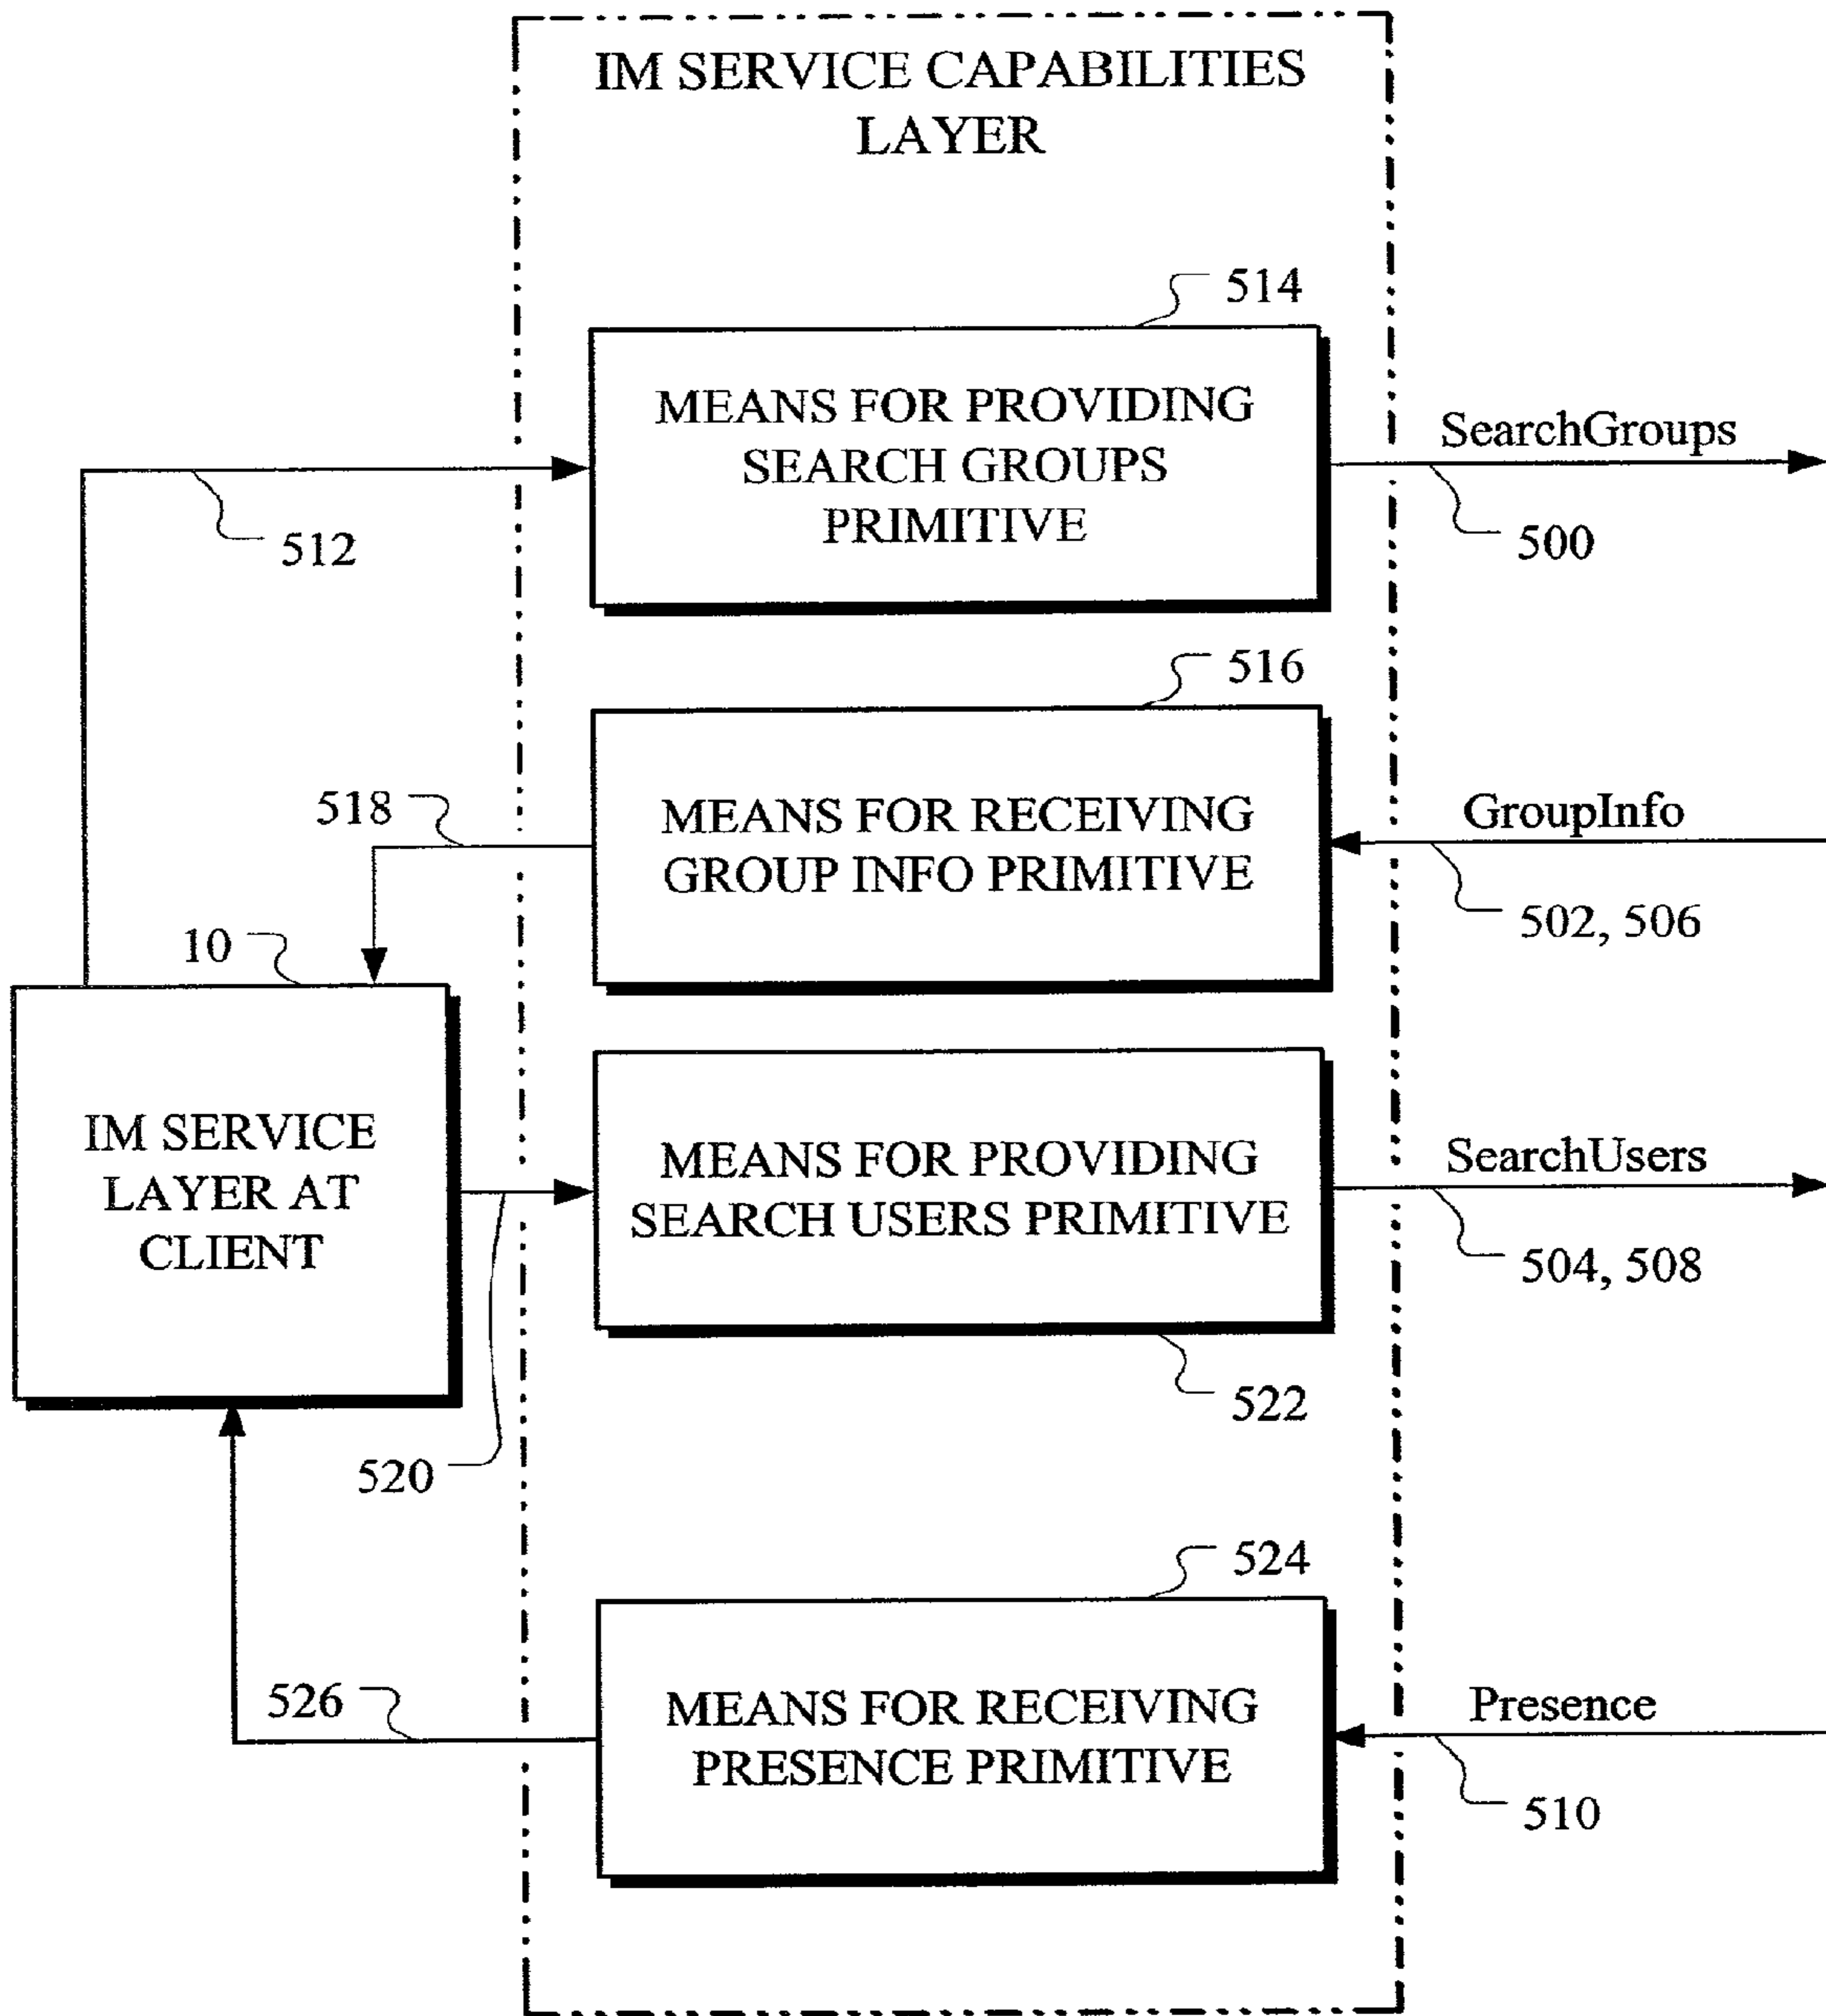 IM SERVICE CAPABILITIES
LAYER
514
MEANS FOR PROVIDING
SEARCH GROUPS
PRIMITIVE
SearchGroups
512
500
516
518
MEANS FOR RECEIVING
GROUP INFO PRIMITIVE
GroupInfo
502, 506
10
IM SERVICE
LAYER AT
CLIENT
MEANS FOR PROVIDING
SEARCH USERS PRIMITIVE
SearchUsers
504, 508
522
520
524
526
MEANS FOR RECEIVING
PRESENCE PRIMITIVE
Presence
510